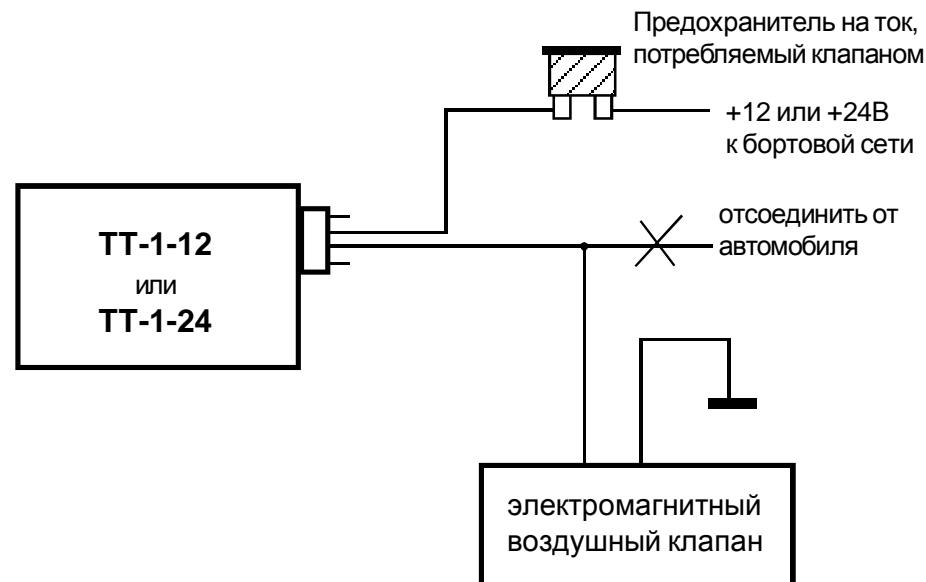 Предохранитель на ток,
потребляемый клапаном
+12 или +24В
к бортовой сети
отсоединить от
автомобиля
ТТ-1-12
или
ТТ-1-24
электромагнитный
воздушный клапан